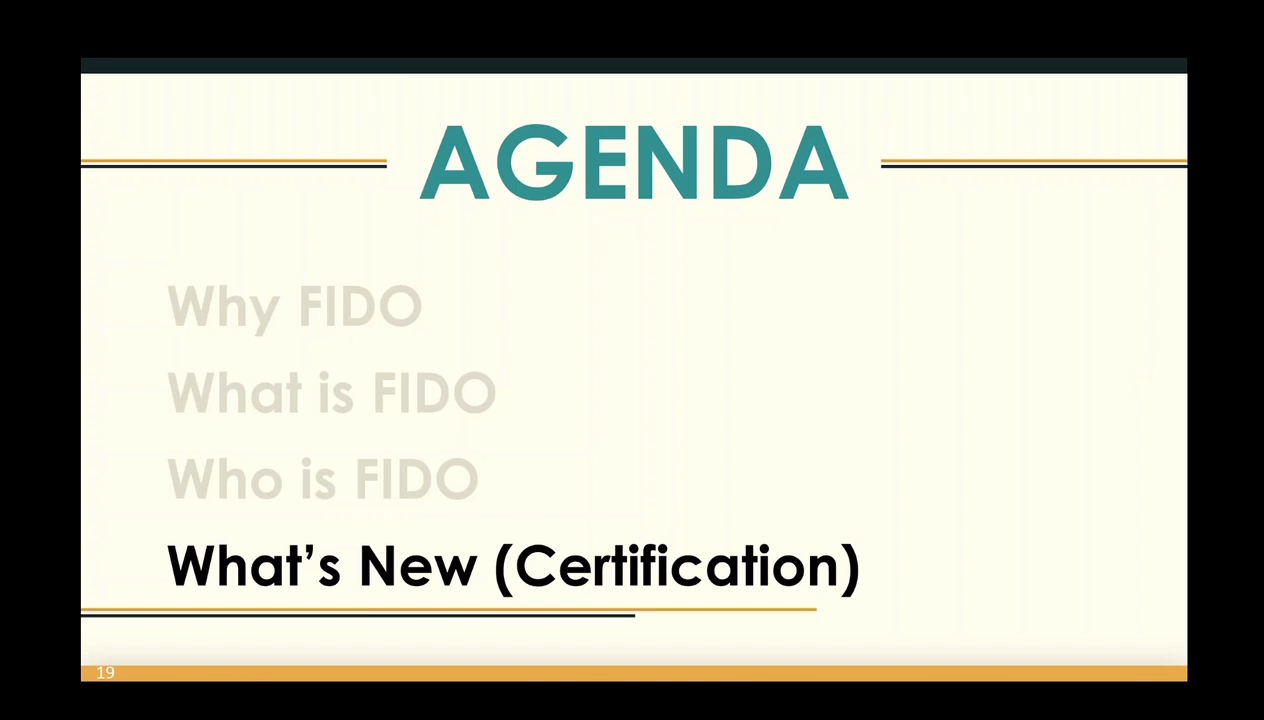 AGENDA
Why FIDO
What is FIDO
Who is FIDO
What’s New (Certification)
19